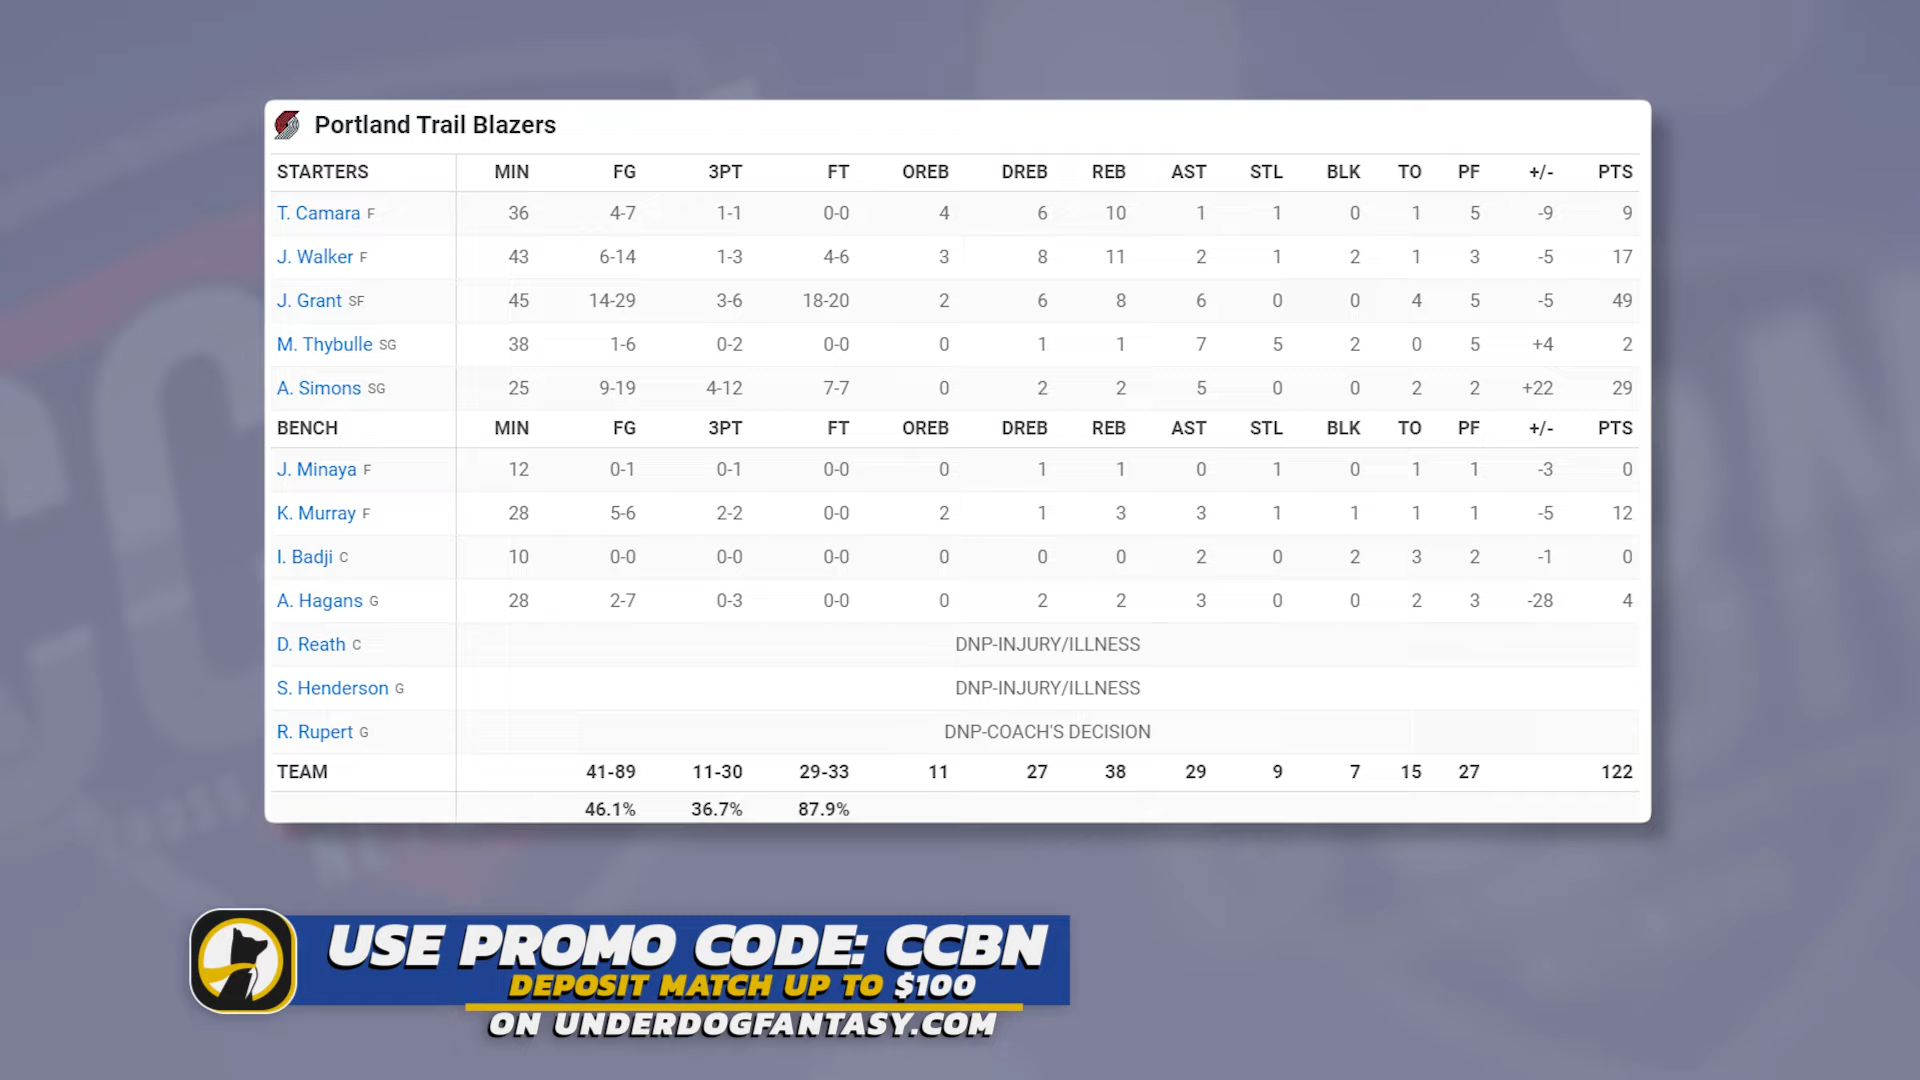 Portland Trail Blazers
STARTERS MIN FG 3PT FT OREB DREB REB AST STL BLK TO PF +/- PTS
T. Camara F 36 4-7 1-1 0-0 4 6 10 1 1 0 1 5 -9 9
J. Walker F 43 6-14 1-3 4-6 3 8 11 2 1 2 1 3 -5 17
J. Grant SF 45 14-29 3-6 18-20 2 6 8 6 0 0 4 5 -5 49
M. Thybulle SG 38 1-6 0-2 0-0 0 1 1 7 5 2 0 5 +4 2
A. Simons SG 25 9-19 4-12 7-7 0 2 2 5 0 0 2 2 +22 29
BENCH MIN FG 3PT FT OREB DREB REB AST STL BLK TO PF +/- PTS
J. Minaya F 12 0-1 0-1 0-0 0 1 1 0 1 0 1 1 -3 0
K. Murray F 28 5-6 2-2 0-0 2 1 3 3 1 1 1 1 -5 12
I. Badji C 10 0-0 0-0 0-0 0 0 0 2 0 2 3 2 -1 0
A. Hagans G 28 2-7 0-3 0-0 0 2 2 3 0 0 2 3 -28 4
D. Reath C DNP-INJURY/ILLNESS
S. Henderson G DNP-INJURY/ILLNESS
R. Rupert G DNP-COACH'S DECISION
TEAM 41-89 11-30 29-33 11 27 38 29 9 7 15 27 122
46.1% 36.7% 87.9%
USE PROMO CODE: CCBN
DEPOSIT MATCH UP TO $100
ON UNDERDOGFANTASY.COM